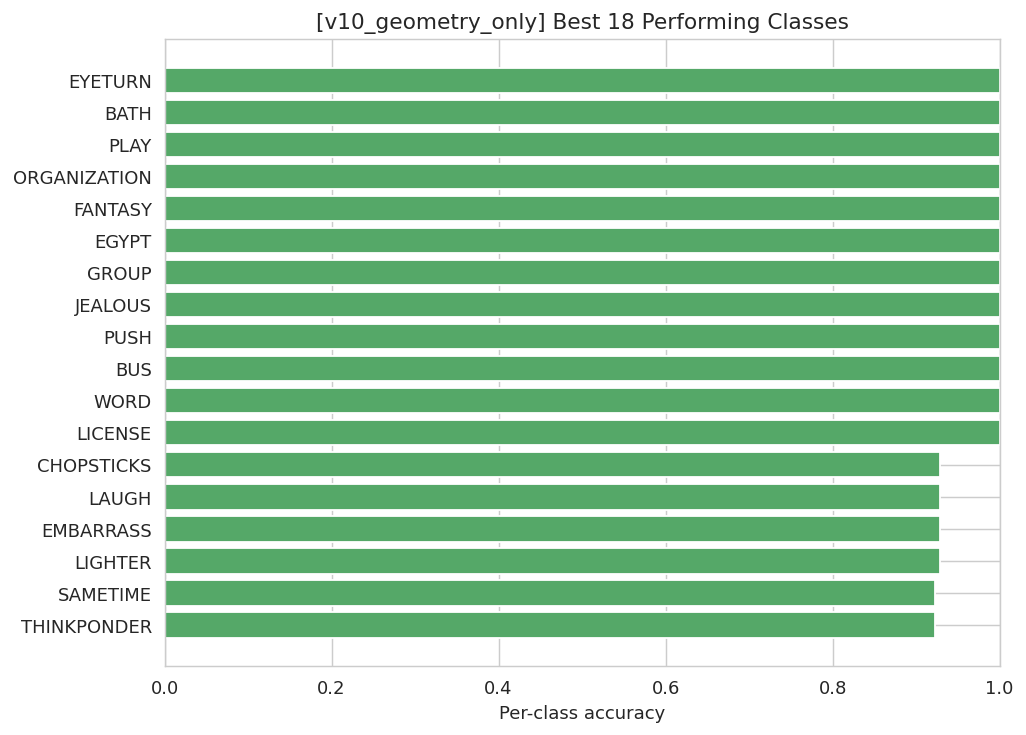 [v10_geometry_only] Best 18 Performing Classes
EYETURN
BATH
PLAY
ORGANIZATION
FANTASY
EGYPT
GROUP
JEALOUS
PUSH
BUS
WORD
LICENSE
CHOPSTICKS
LAUGH
EMBARRASS
LIGHTER
SAMETIME
THINKPONDER
0.0 0.2 0.4 0.6 0.8 1.0
Per-class accuracy